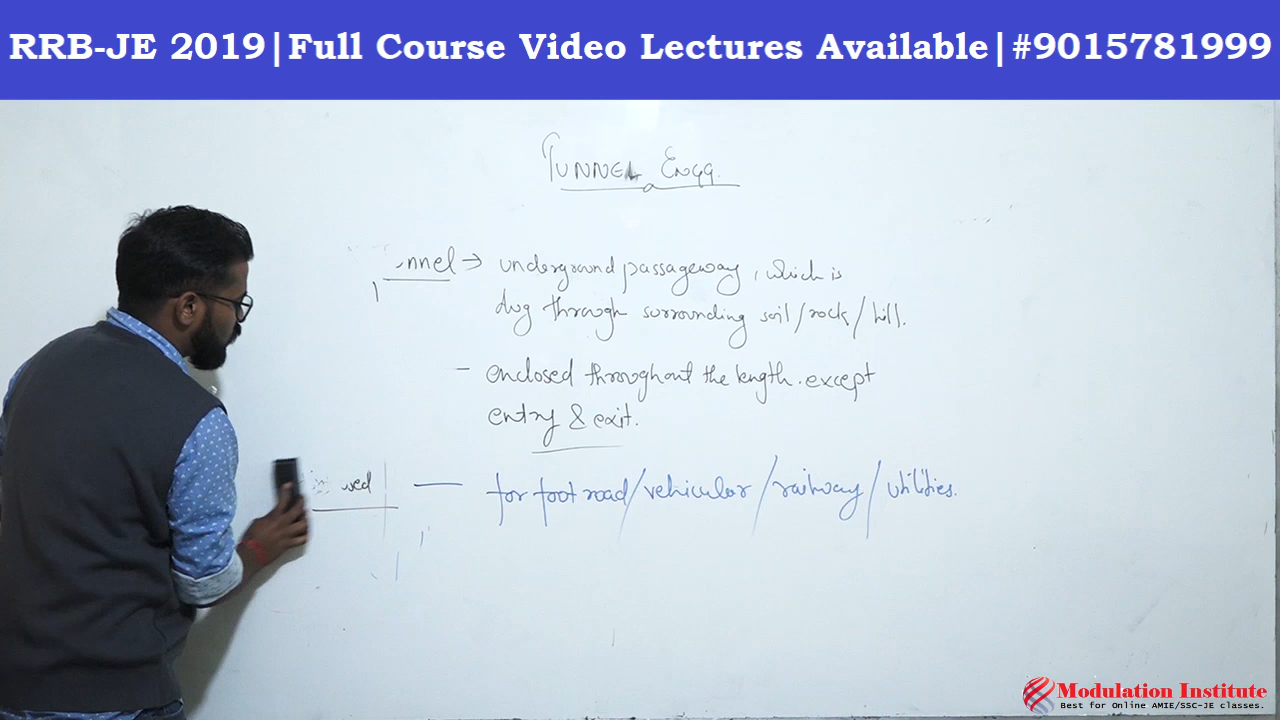 RRB-JE 2019|Full Course Video Lectures Available|#9015781999
TUNNEL ENGG.
nnel → underground passageway, which is
dug through surrounding soil/rock/hill.
- enclosed throughout the length. except
entry & exit.
— for foot road/vehicular/railway/utilities.
Modulation Institute
Best for Online AMIE/SSC-JE classes.